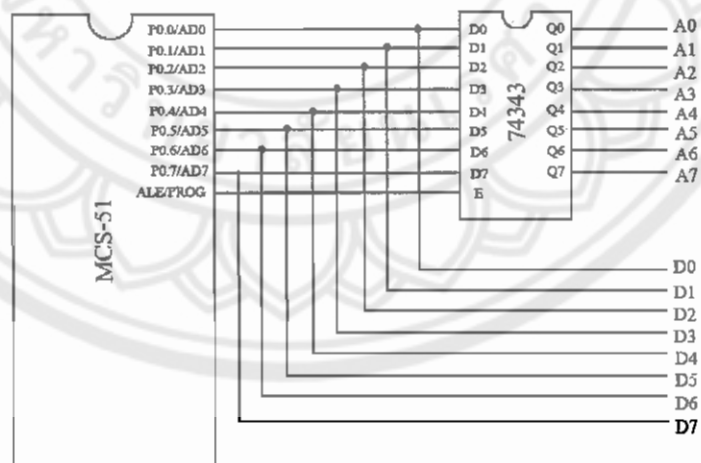 P0.0/AD0
P0.1/AD1
P0.2/AD2
P0.3/AD3
P0.4/AD4
P0.5/AD5
P0.6/AD6
P0.7/AD7
ALE/PROG
MCS-51
D0 Q0
D1 Q1
D2 Q2
D3 Q3
D4 Q4
D5 Q5
D6 Q6
D7 Q7
E
74343
A0
A1
A2
A3
A4
A5
A6
A7
D0
D1
D2
D3
D4
D5
D6
D7